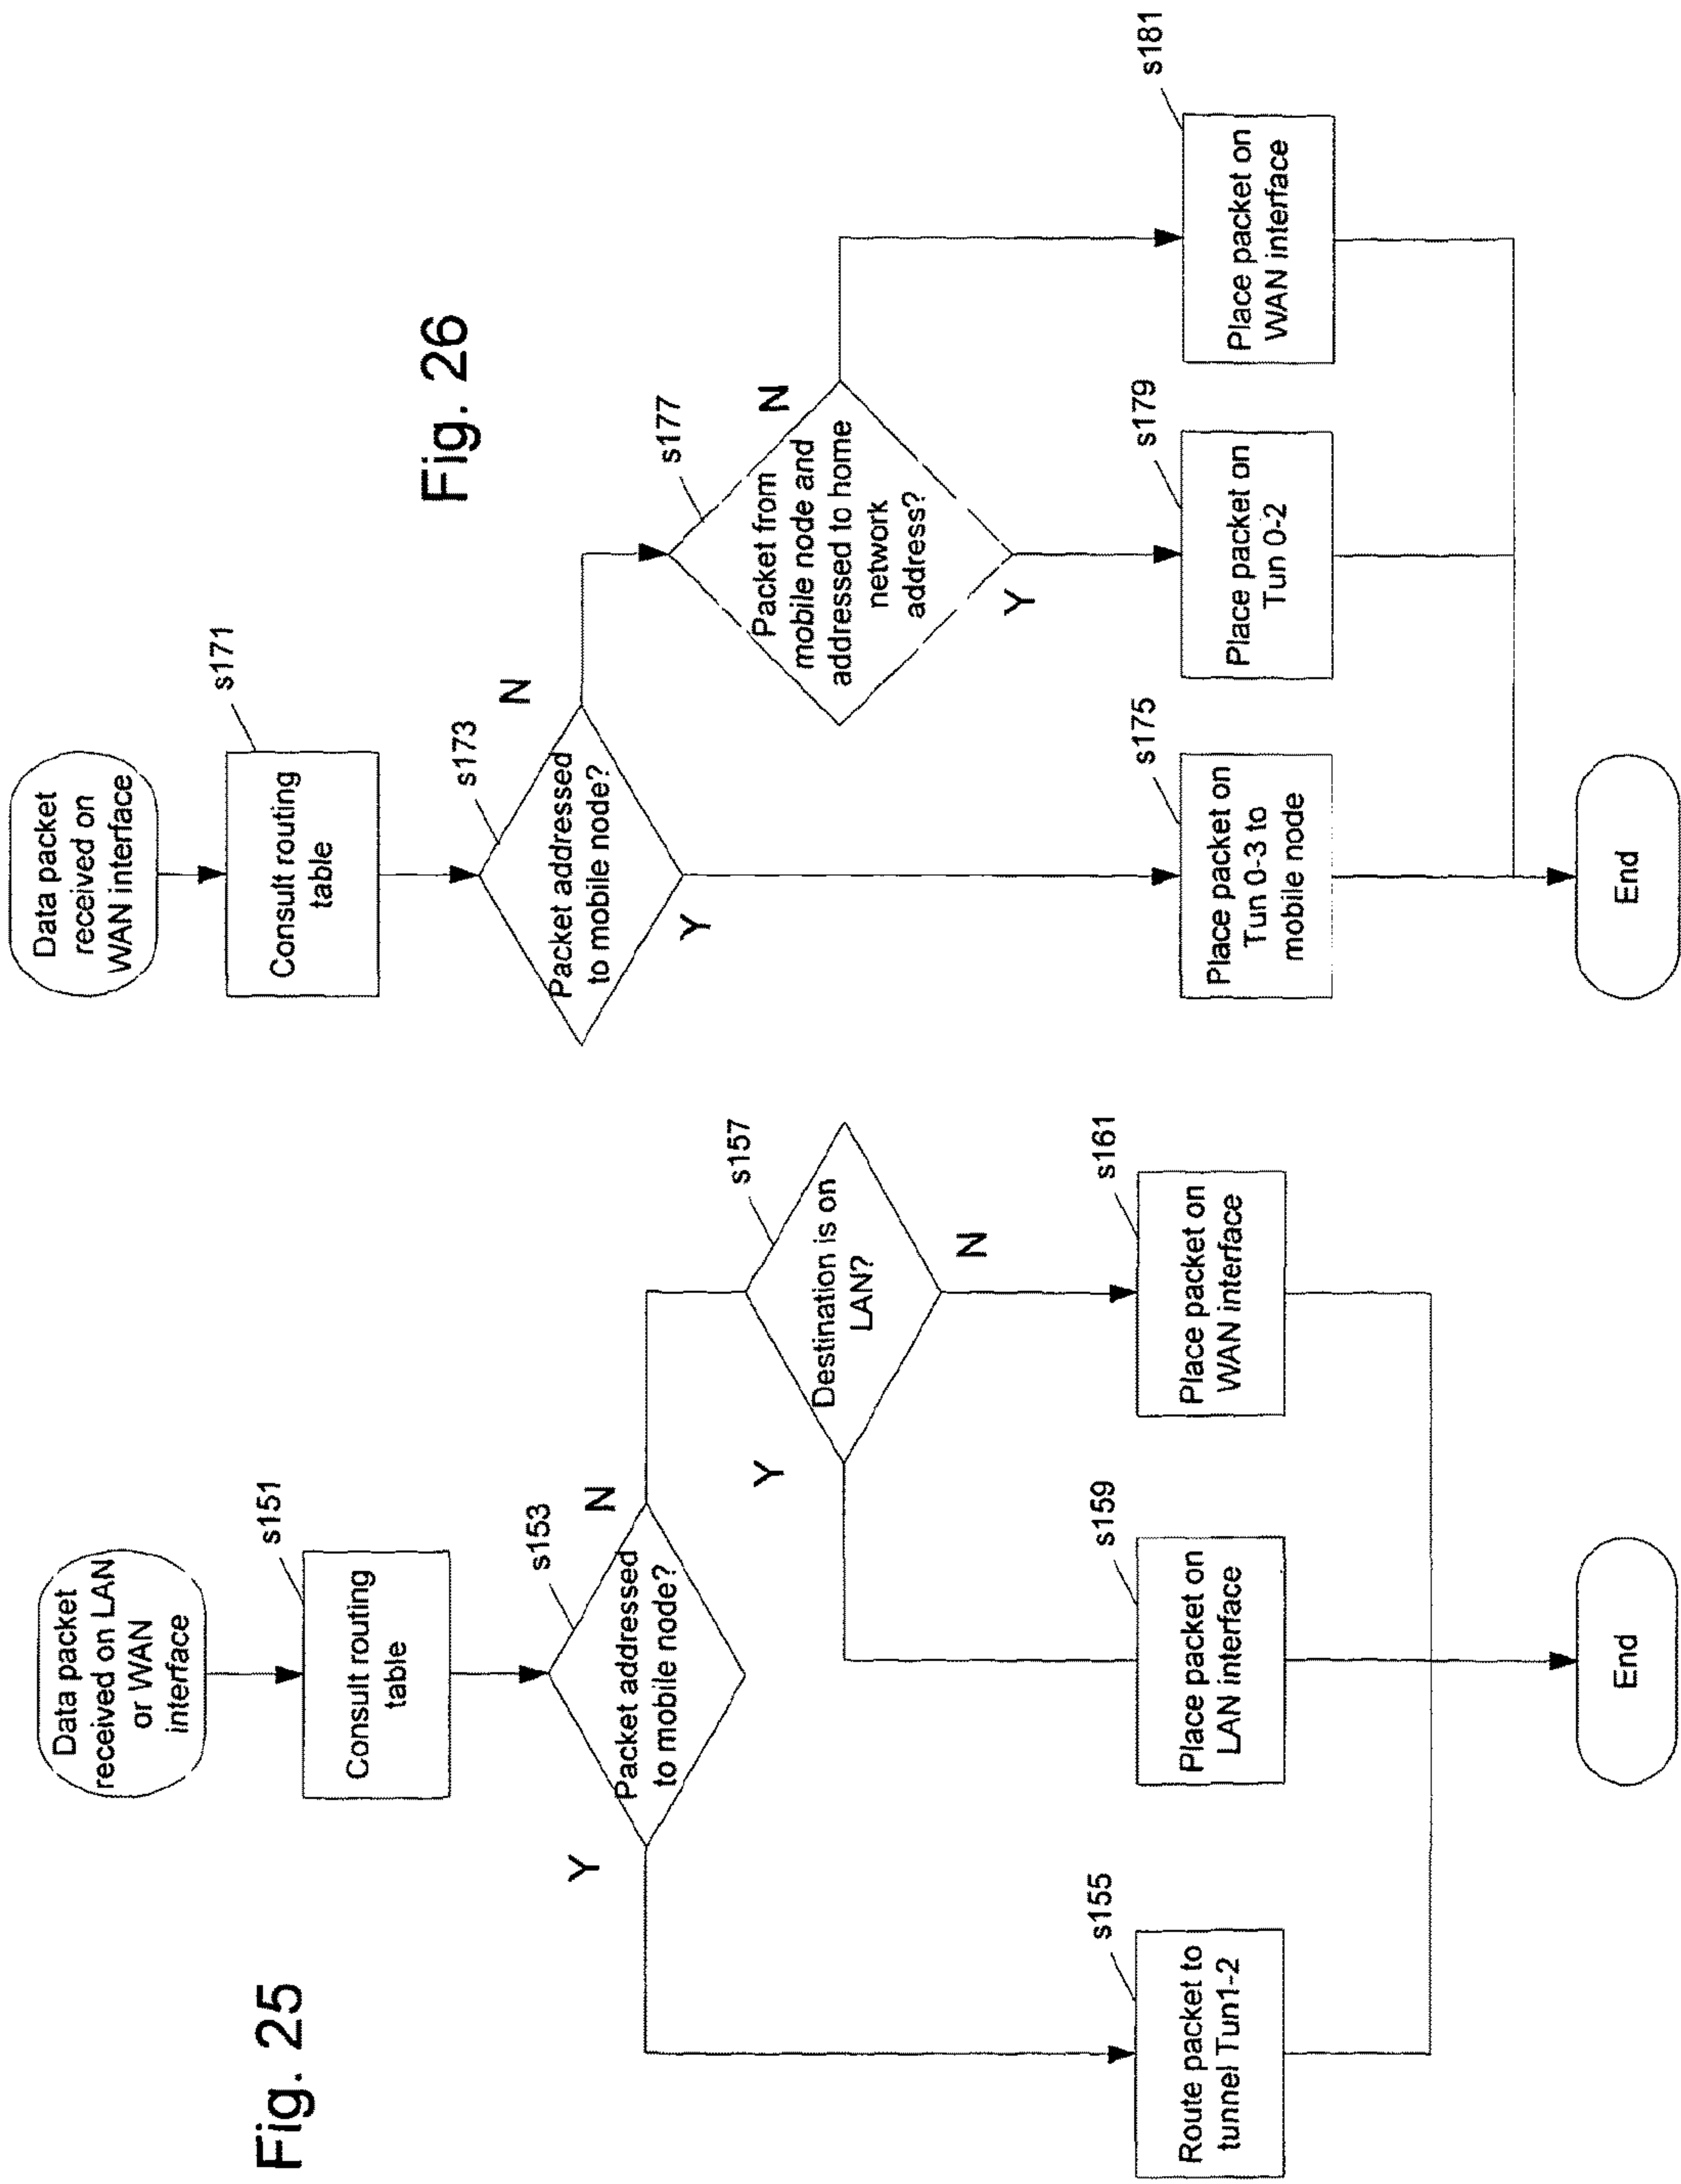 Fig. 25
Data packet
received on LAN
or WAN
interface
s151
Consult routing
table
s153
Packet addressed
to mobile node?
Y
N
s157
Destination is on
LAN?
Y
N
s155
Route packet to
tunnel Tun1-2
s159
Place packet on
LAN interface
s161
Place packet on
WAN interface
End
Fig. 26
Data packet
received on
WAN interface
s171
Consult routing
table
s173
Packet addressed
to mobile node?
Y
N
s177
Packet from
mobile node and
addressed to home
network
address?
N
Y
s175
Place packet on
Tun 0-3 to
mobile node
s179
Place packet on
Tun 0-2
s181
Place packet on
WAN interface
End